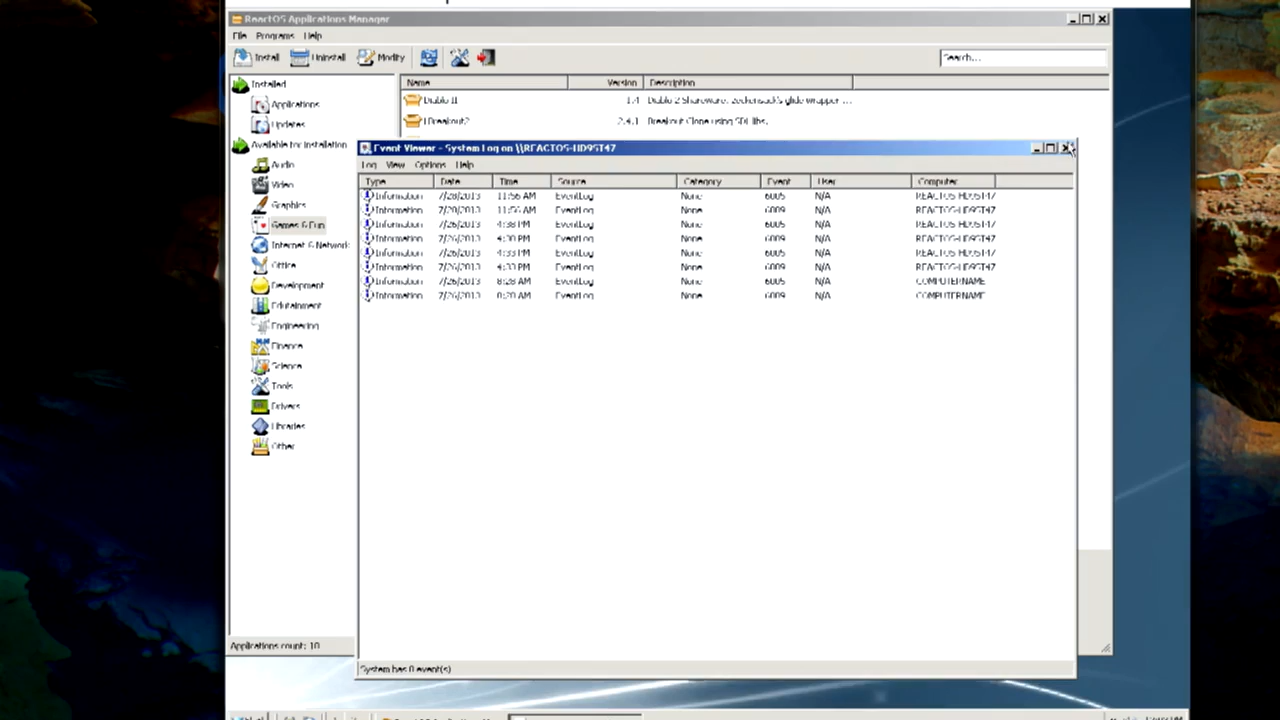 ReactOS Applications Manager
File Programs Help
Install Uninstall Modify Search...
Installed
Applications
Updates
Available for installation
Audio
Video
Graphics
Games & Fun
Internet & Network
Office
Development
Edutainment
Engineering
Finance
Science
Tools
Drivers
Libraries
Other
Applications count: 10
Name Version Description
Diablo II 1.4 Diablo 2 Shareware. zeckensack's glide wrapper ...
LBreakout2 2.4.1 Breakout Clone using SDL libs.
Event Viewer - System Log on \\REACTOS-HD95T47
Log View Options Help
Type Date Time Source Category Event User Computer
Information 7/28/2013 11:56 AM EventLog None 6005 N/A REACTOS-HD95T47
Information 7/28/2013 11:56 AM EventLog None 6009 N/A REACTOS-HD95T47
Information 7/26/2013 4:38 PM EventLog None 6005 N/A REACTOS-HD95T47
Information 7/26/2013 4:38 PM EventLog None 6009 N/A REACTOS-HD95T47
Information 7/26/2013 4:33 PM EventLog None 6005 N/A REACTOS-HD95T47
Information 7/26/2013 4:33 PM EventLog None 6009 N/A REACTOS-HD95T47
Information 7/26/2013 8:28 AM EventLog None 6005 N/A COMPUTERNAME
Information 7/26/2013 8:28 AM EventLog None 6009 N/A COMPUTERNAME
System has 8 event(s)